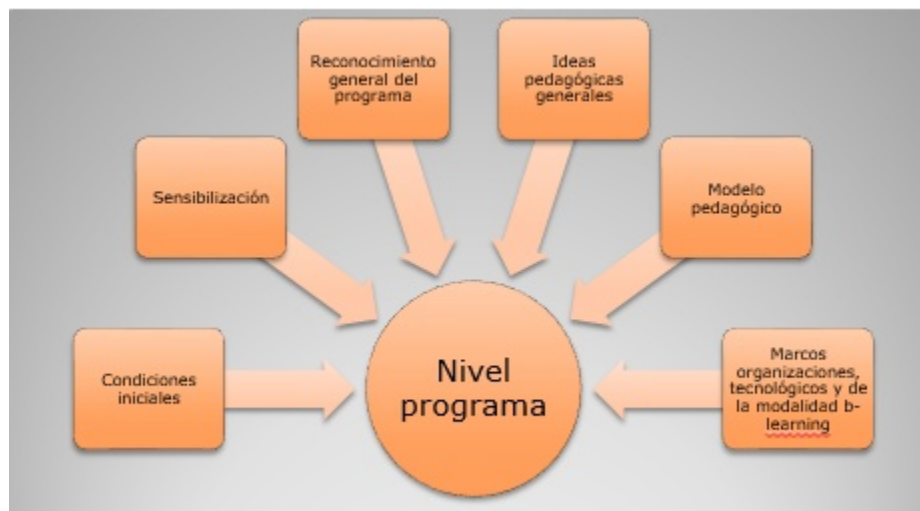 Reconocimiento
general del
programa
Ideas
pedagógicas
generales
Sensibilización
Modelo
pedagógico
Condiciones
iniciales
Nivel
programa
Marcos
organizaciones,
tecnológicos y de
la modalidad b-
learning